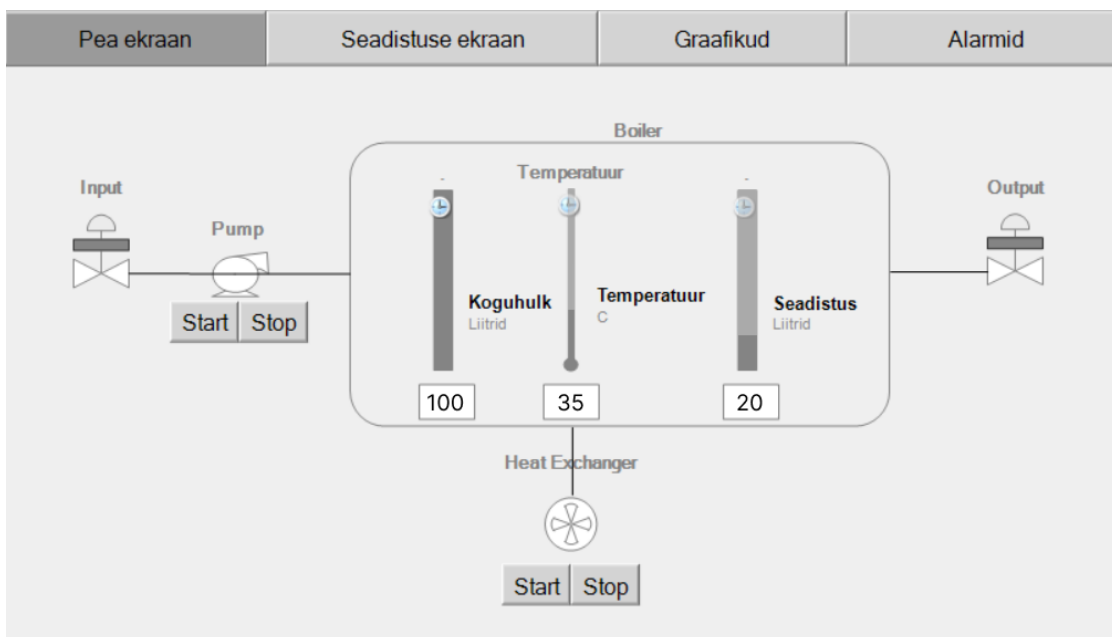 Pea ekraan
Seadistuse ekraan
Graafikud
Alarmid
Boiler
Input
Pump
Start
Stop
Temperatuur
-
-
Koguhulk
Liitrid
Temperatuur
C
Seadistus
Liitrid
100
35
20
Output
Heat Exchanger
Start
Stop